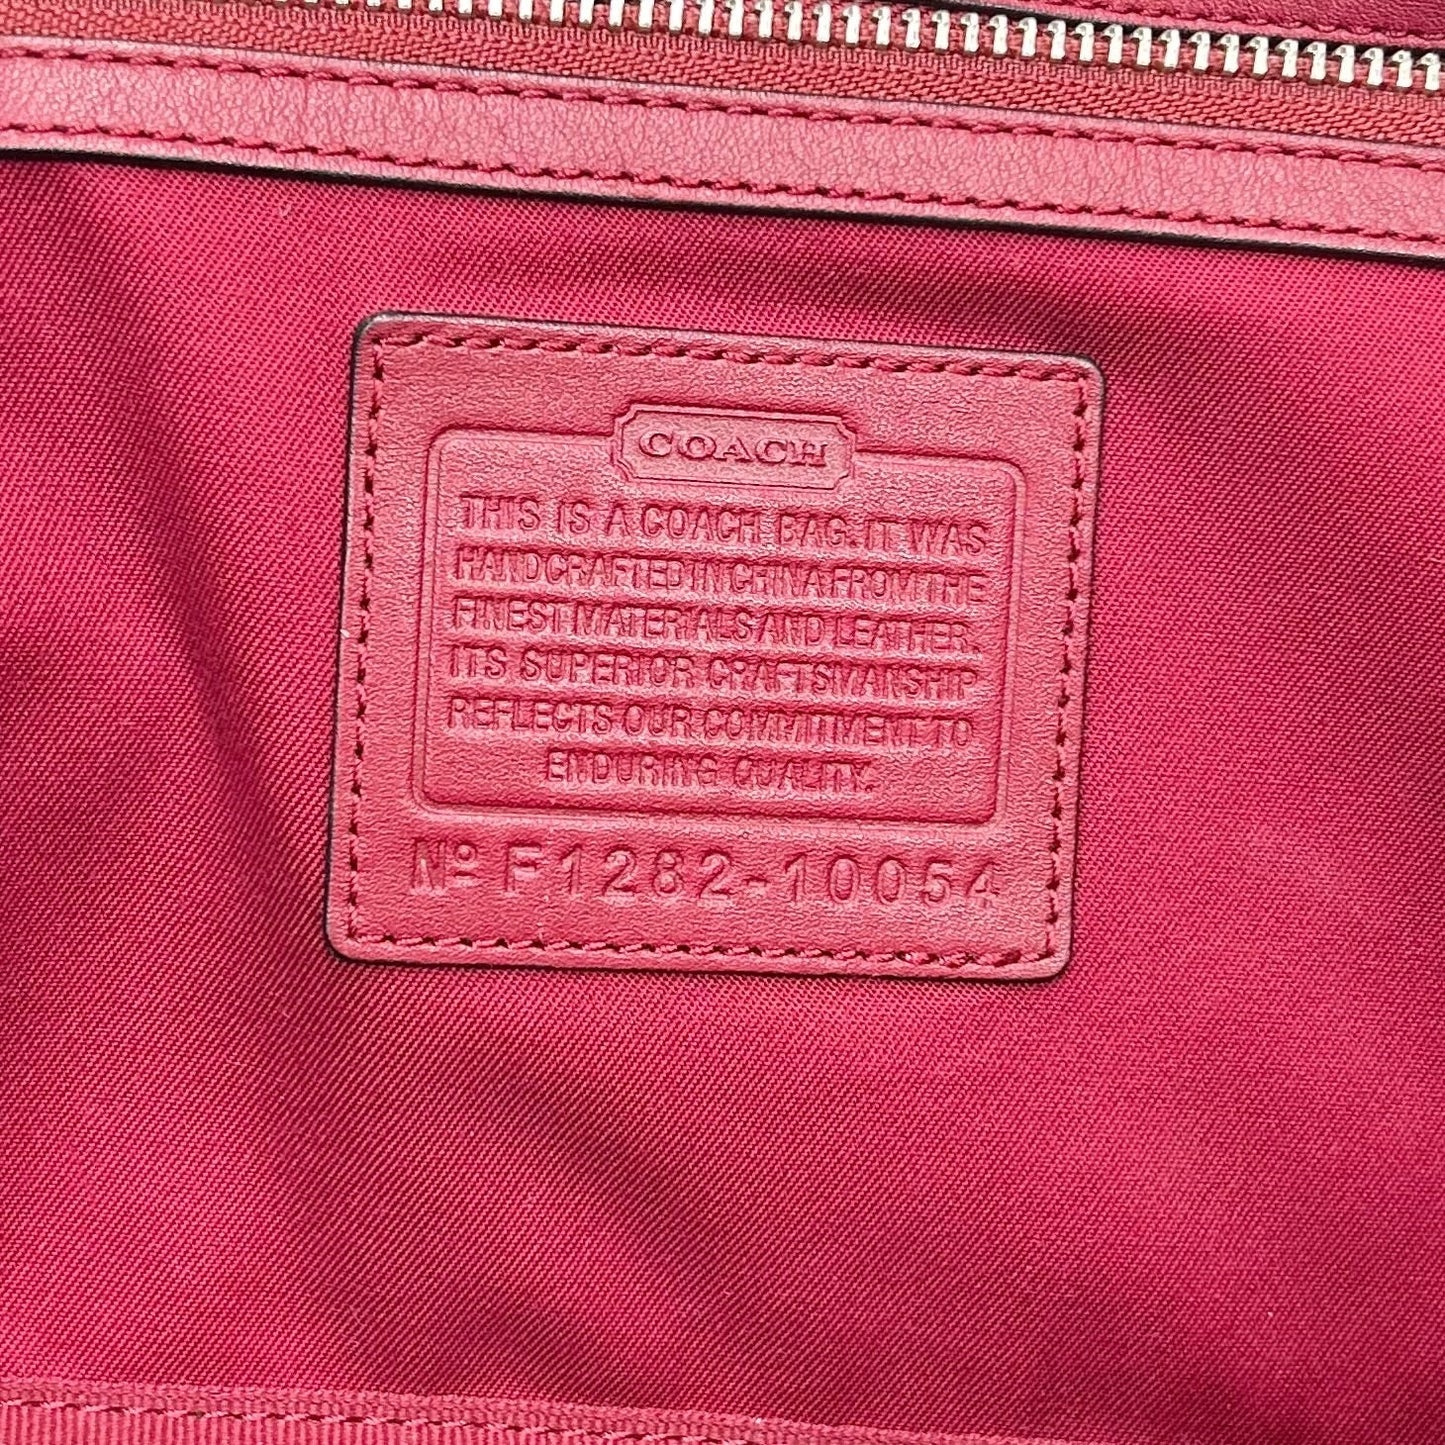 COACH
THIS IS A COACH BAG. IT WAS
HANDCRAFTED IN CHINA FROM THE
FINEST MATERIALS AND LEATHER.
ITS SUPERIOR CRAFTSMANSHIP
REFLECTS OUR COMMITMENT TO
ENDURING QUALITY.
Nº F1282-10054